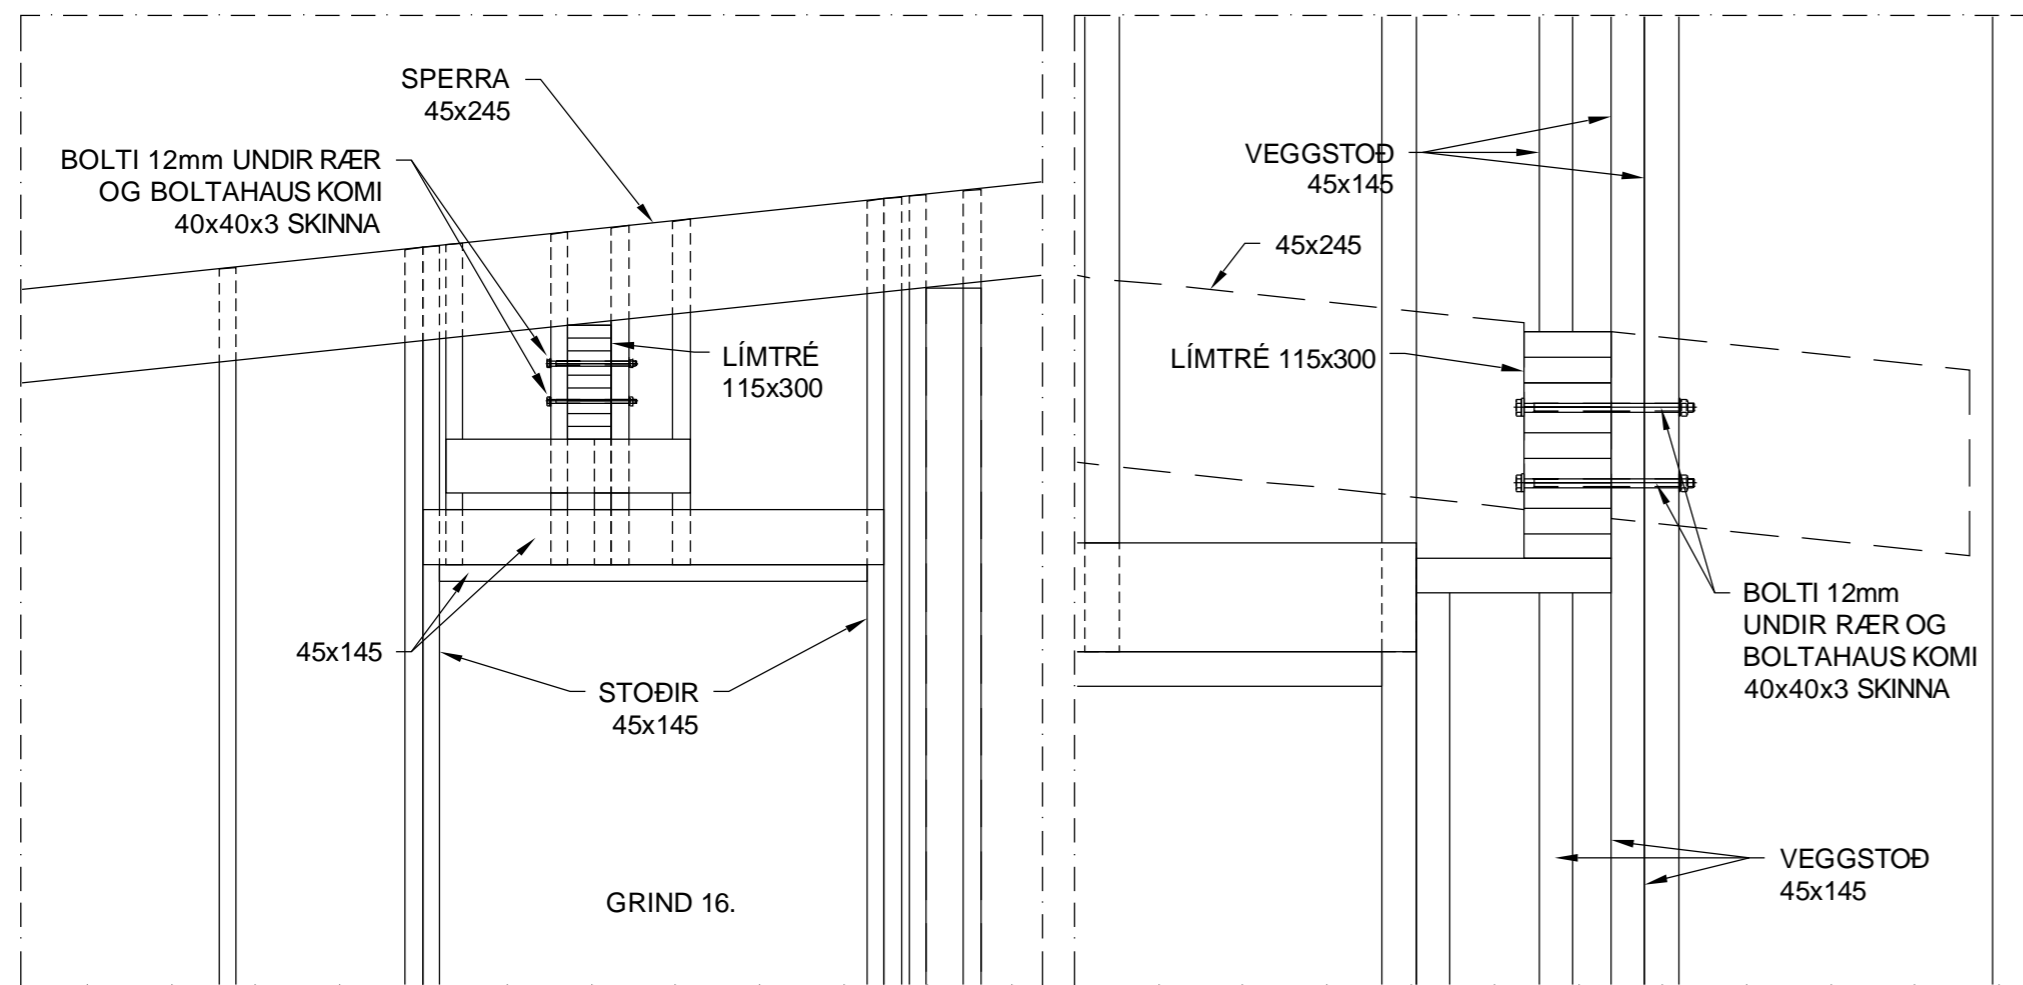 SPERRA
45x245
BOLTI 12mm UNDIR RÆR
OG BOLTAHAUS KOMI
40x40x3 SKINNA
LÍMTRÉ
115x300
45x145
STOÐIR
45x145
GRIND 16.
VEGGSTOÐ
45x145
45x245
LÍMTRÉ 115x300
BOLTI 12mm
UNDIR RÆR OG
BOLTAHAUS KOMI
40x40x3 SKINNA
VEGGSTOÐ
45x145